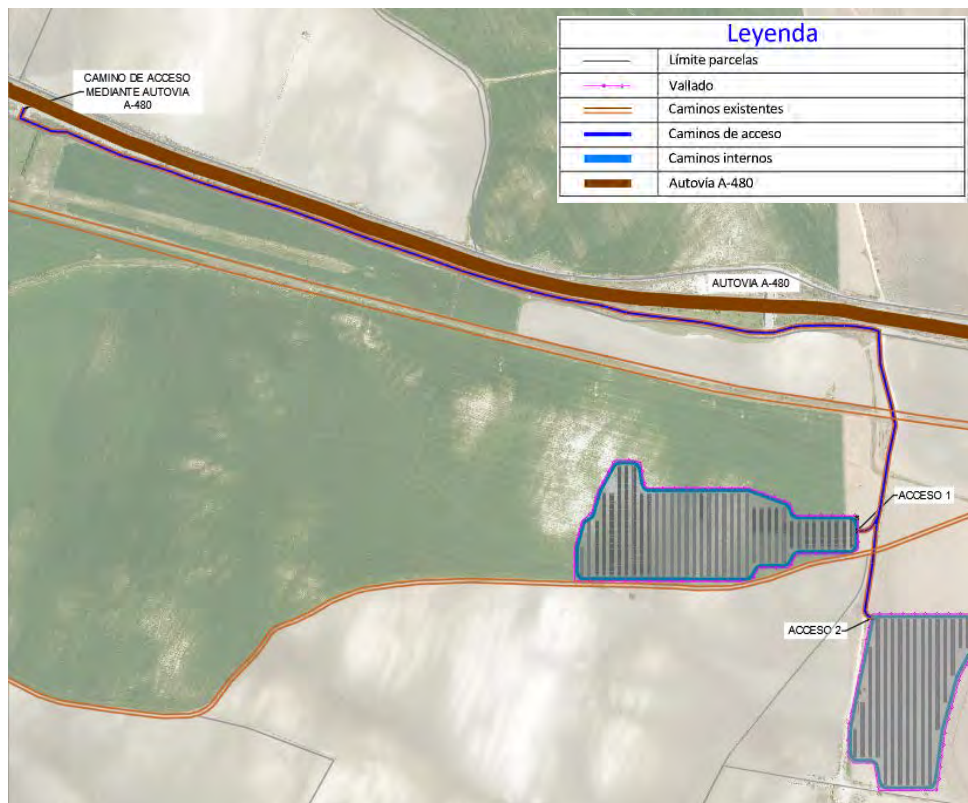 Leyenda
Límite parcelas
Vallado
Caminos existentes
Caminos de acceso
Caminos internos
Autovía A-480
CAMINO DE ACCESO
MEDIANTE AUTOVIA
A-480
AUTOVIA A-480
ACCESO 1
ACCESO 2